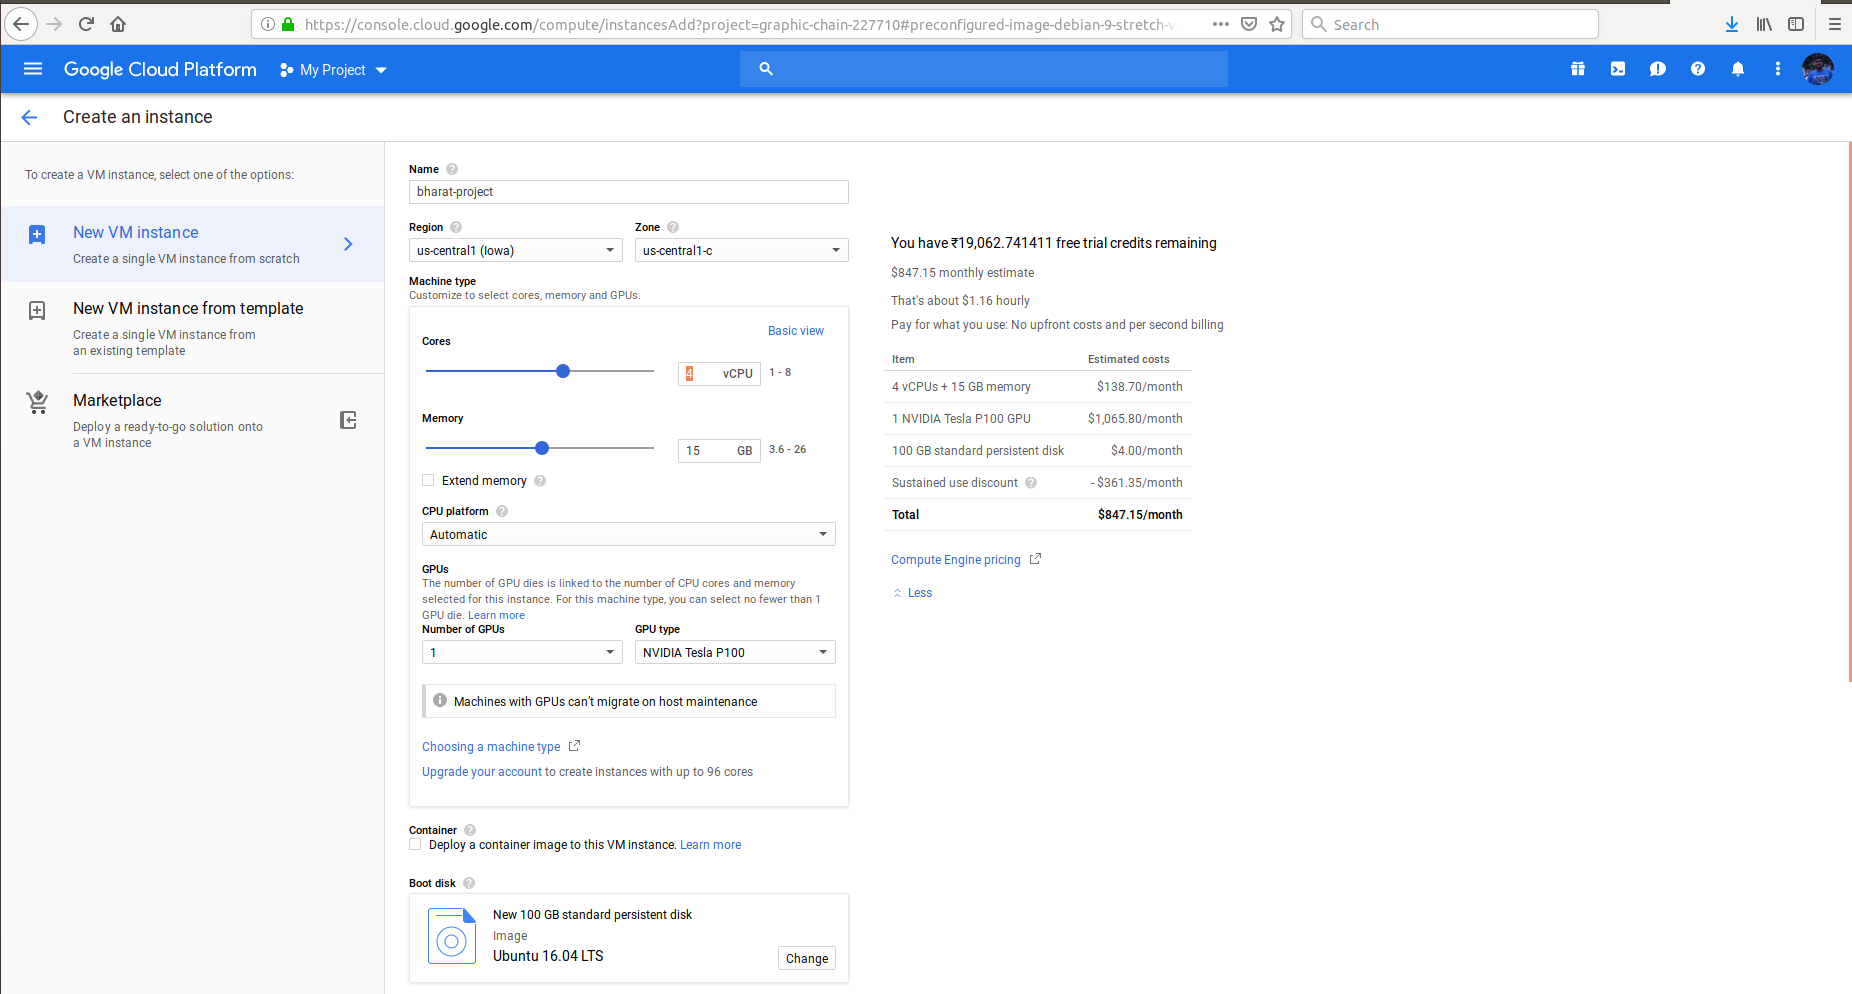 https://console.cloud.google.com/compute/instancesAdd?project=graphic-chain-227710#preconfigured-image-debian-9-stretch-v
Search
Google Cloud Platform
My Project
Create an instance
To create a VM instance, select one of the options:
New VM instance
Create a single VM instance from scratch
New VM instance from template
Create a single VM instance from
an existing template
Marketplace
Deploy a ready-to-go solution onto
a VM instance
Name
bharat-project
Region
Zone
us-central1 (Iowa)
us-central1-c
Machine type
Customize to select cores, memory and GPUs.
Basic view
Cores
4 vCPU
1 - 8
Memory
15 GB
3.6 - 26
Extend memory
CPU platform
Automatic
GPUs
The number of GPU dies is linked to the number of CPU cores and memory
selected for this instance. For this machine type, you can select no fewer than 1
GPU die. Learn more
Number of GPUs
GPU type
1
NVIDIA Tesla P100
Machines with GPUs can't migrate on host maintenance
Choosing a machine type
Upgrade your account to create instances with up to 96 cores
Container
Deploy a container image to this VM instance. Learn more
Boot disk
New 100 GB standard persistent disk
Image
Ubuntu 16.04 LTS
Change
You have ₹19,062.741411 free trial credits remaining
$847.15 monthly estimate
That's about $1.16 hourly
Pay for what you use: No upfront costs and per second billing
Item Estimated costs
4 vCPUs + 15 GB memory $138.70/month
1 NVIDIA Tesla P100 GPU $1,065.80/month
100 GB standard persistent disk $4.00/month
Sustained use discount - $361.35/month
Total $847.15/month
Compute Engine pricing
Less